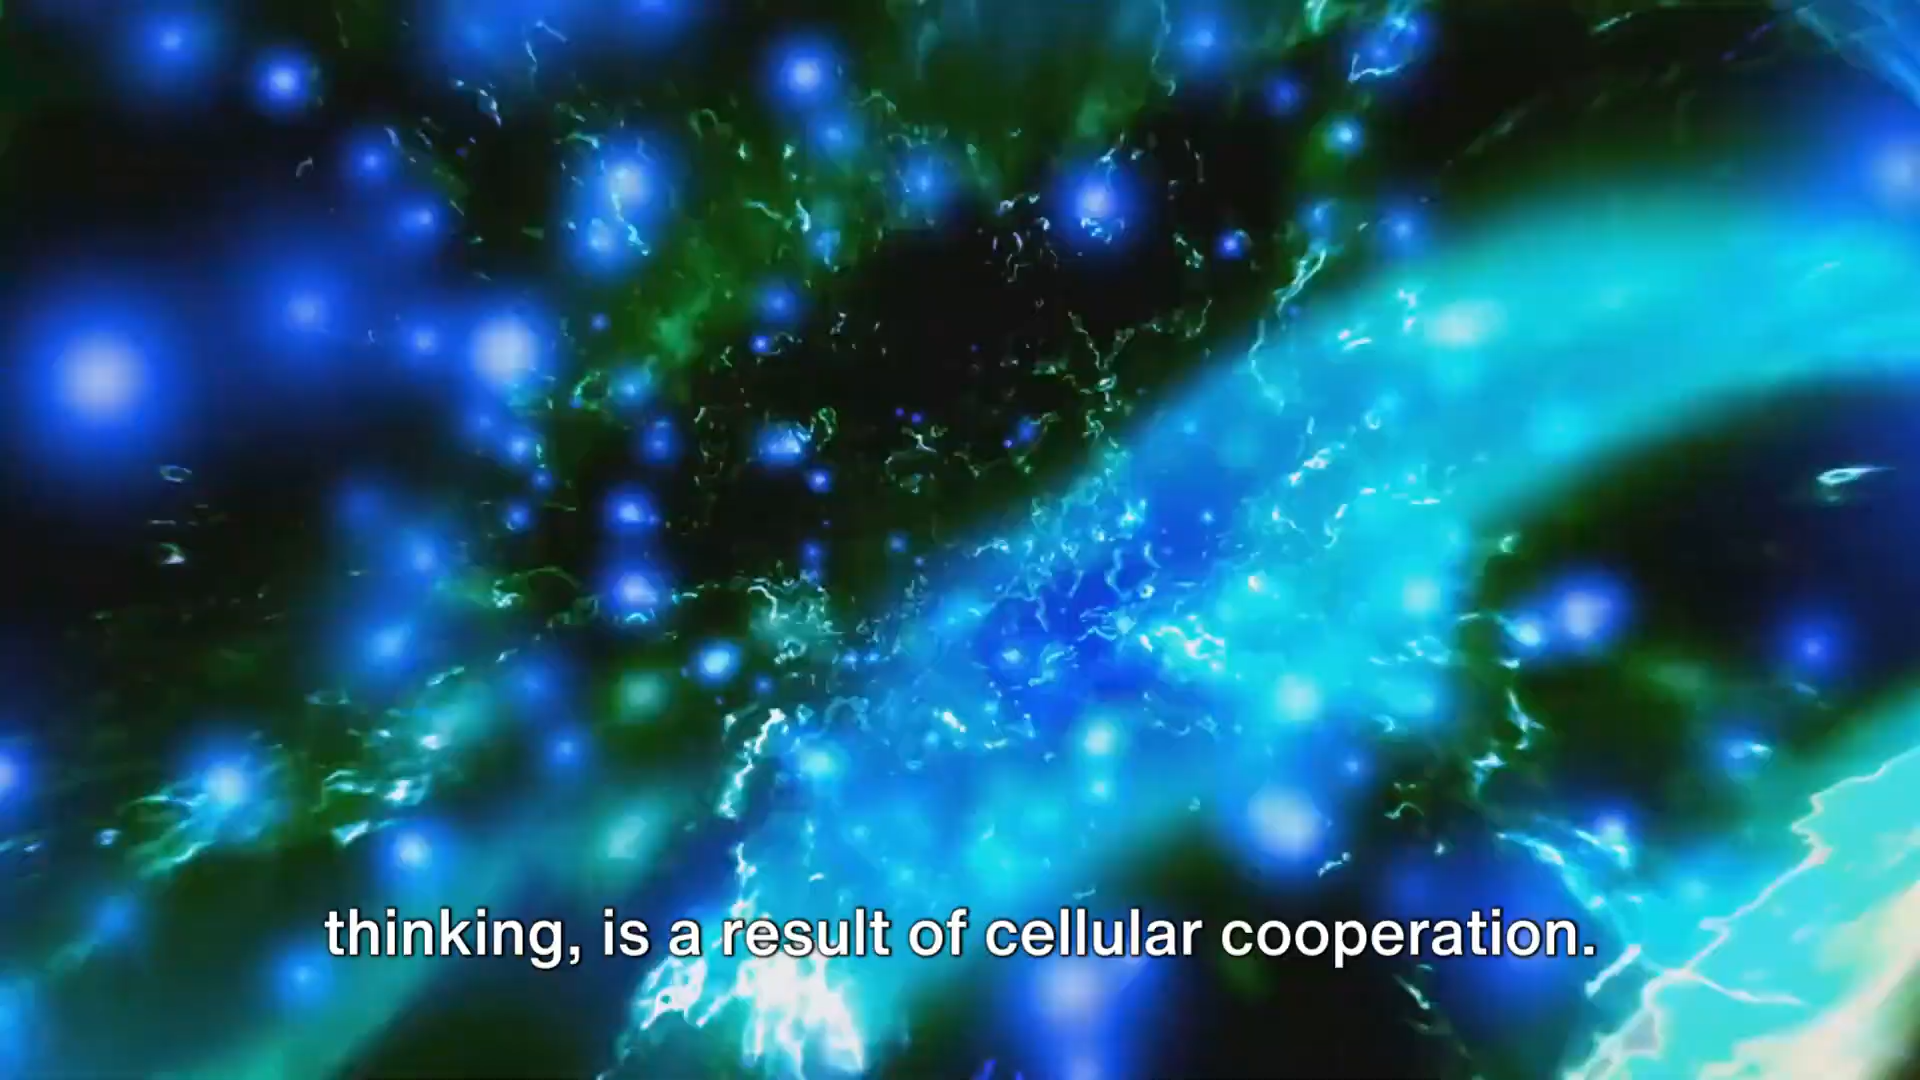 thinking, is a result of cellular cooperation.